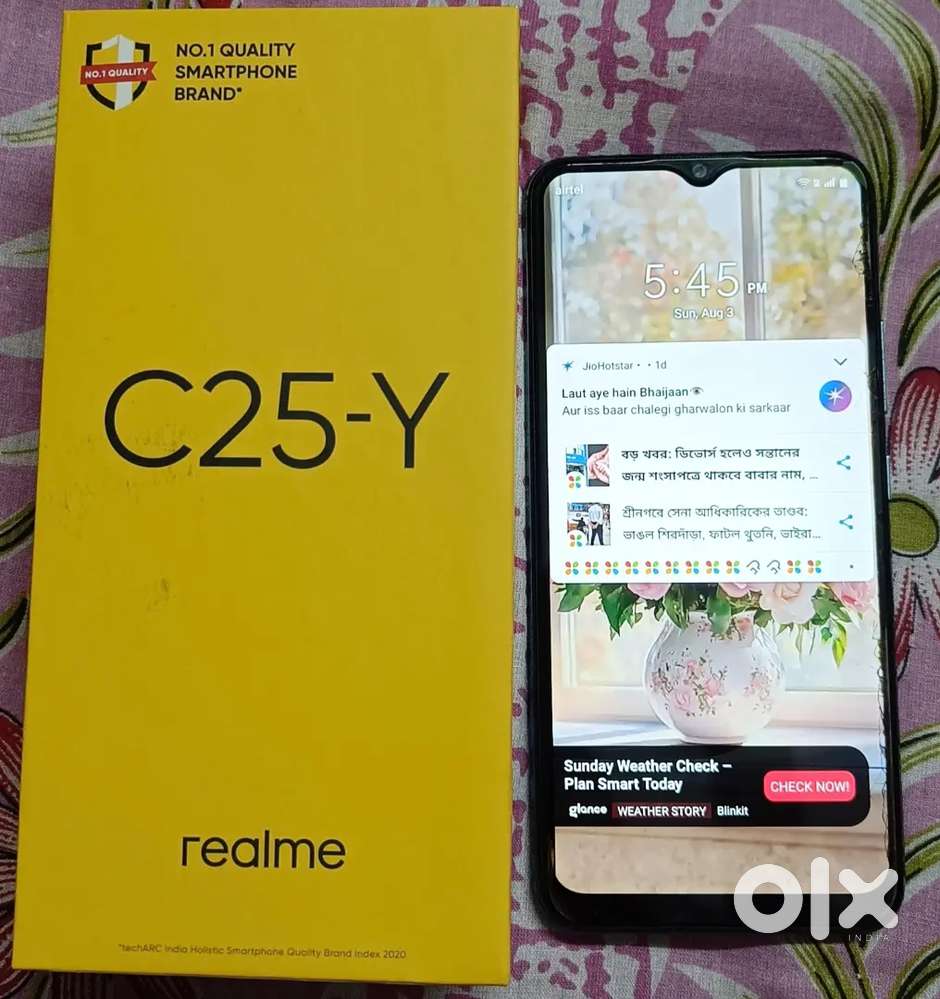 NO.1 QUALITY
NO.1 QUALITY
SMARTPHONE
BRAND*
C25-Y
realme
*techARC India Holistic Smartphone Quality Brand Index 2020
airtel
5:45 PM
Sun, Aug 3
JioHotstar • • 1d
Laut aye hain Bhaijaan👁
Aur iss baar chalegi gharwalon ki sarkaar
বড় খবর: ডিভোর্স হলেও সন্তানের
জন্ম শংসাপত্রে থাকবে বাবার নাম, ...
শ্রীনগরে সেনা আধিকারিকের তাণ্ডব:
ভাঙল শিরদাঁড়া, ফাটল থুতনি, ভাইরা...
Sunday Weather Check –
Plan Smart Today
CHECK NOW!
glance WEATHER STORY Blinkit
olx
INDIA